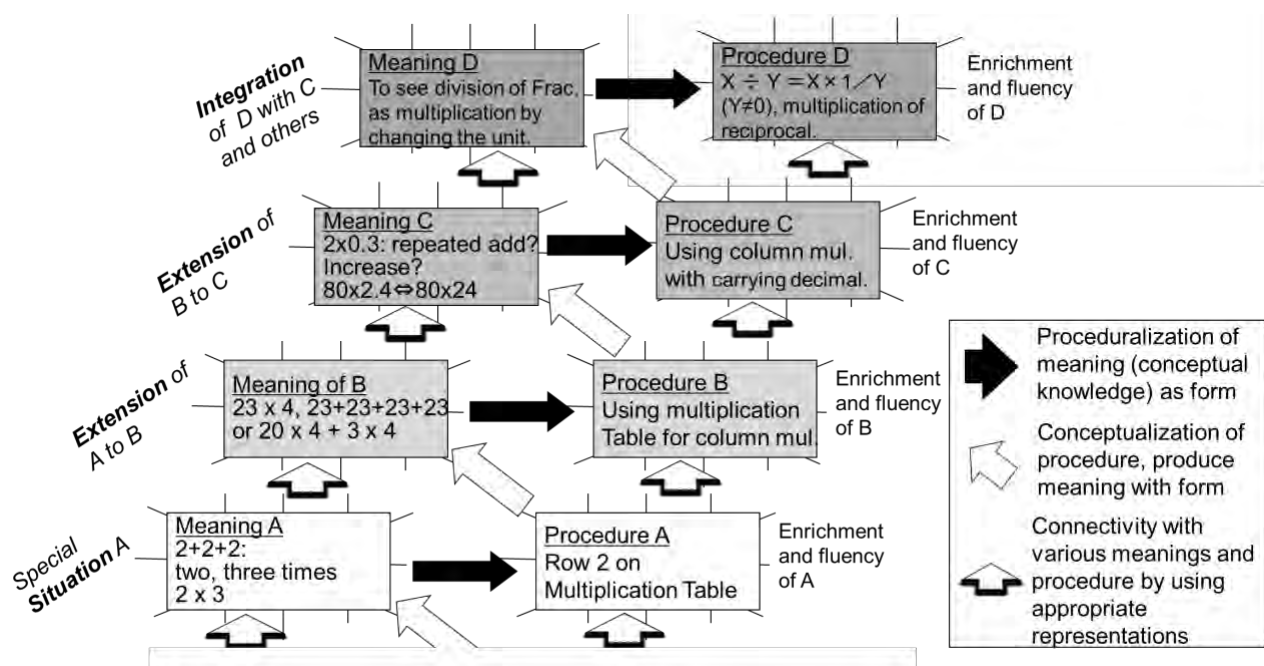 Integration
of D with C
and others
Meaning D
To see division of Frac,
as multiplication by
changing the unit.
Procedure D
X ÷ Y =X × 1／Y
(Y≠0), multiplication of
reciprocal.
Enrichment
and fluency
of D
Extension of
B to C
Meaning C
2x0.3: repeated add?
Increase?
80x2.4⇔80x24
Procedure C
Using column mul.
with carrying decimal.
Enrichment
and fluency
of C
Extension of
A to B
Meaning of B
23 x 4, 23+23+23+23
or 20 x 4 + 3 x 4
Procedure B
Using multiplication
Table for column mul.
Enrichment
and fluency
of B
Special
Situation A
Meaning A
2+2+2:
two, three times
2 x 3
Procedure A
Row 2 on
Multiplication Table
Enrichment
and fluency
of A
Proceduralization of
meaning (conceptual
knowledge) as form
Conceptualization of
procedure, produce
meaning with form
Connectivity with
various meanings and
procedure by using
appropriate
representations